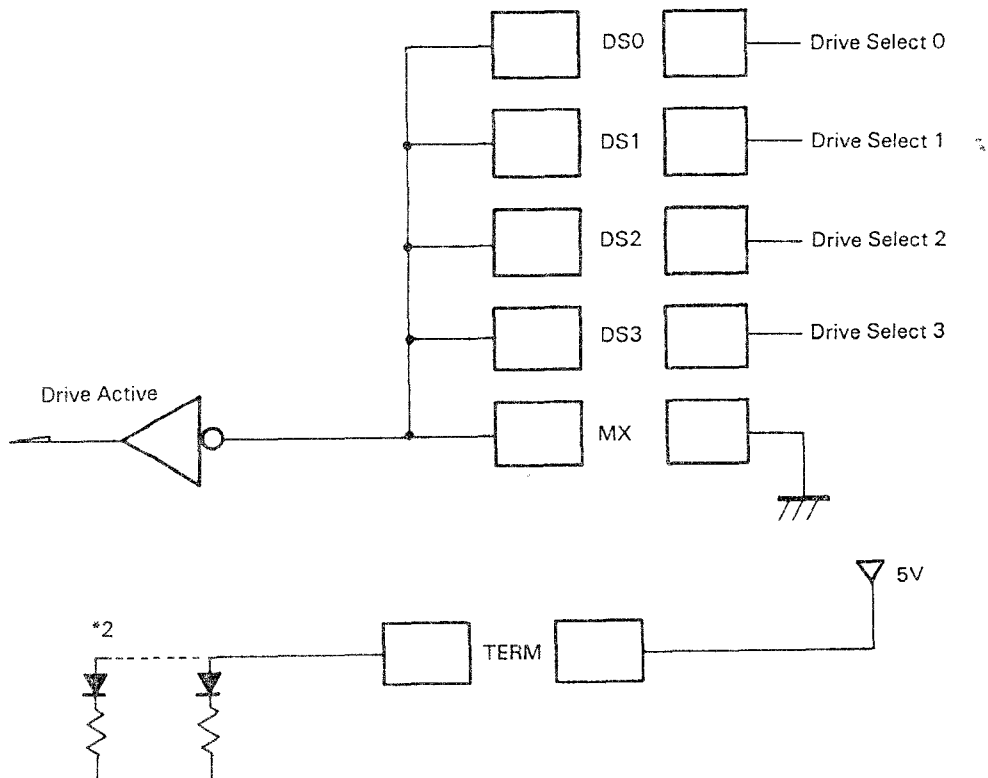 DS0 Drive Select 0
DS1 Drive Select 1
DS2 Drive Select 2
DS3 Drive Select 3
Drive Active
MX
5V
*2
TERM